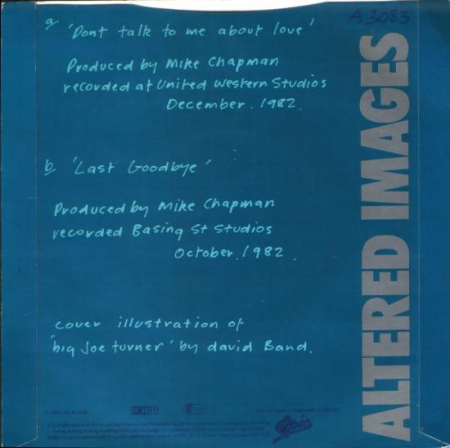 a 'Dont talk to me about love'
Produced by Mike Chapman
recorded at United Western Studios
December. 1982.
b 'Last Goodbye'
Produced by Mike Chapman
recorded Basing St Studios
October. 1982.
cover illustration of
'big Joe turner' by david Band.
A3083
ALTERED IMAGES
Epic